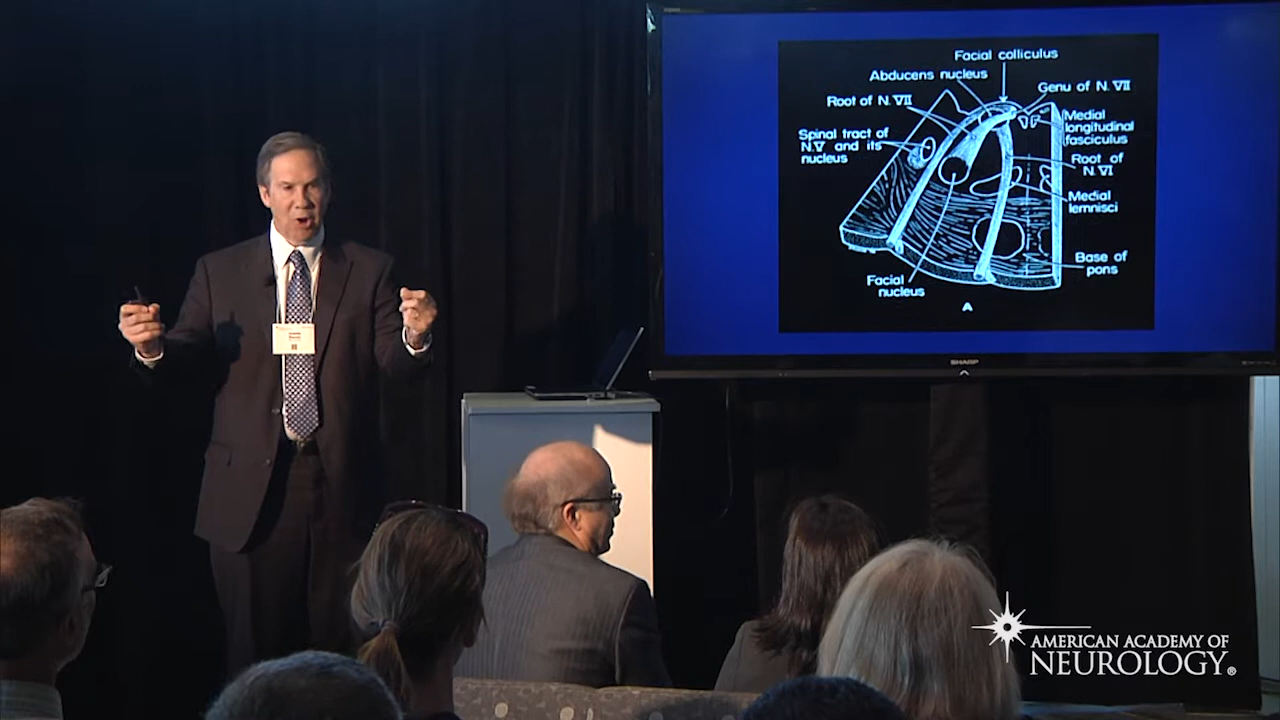 Facial colliculus
Abducens nucleus
Genu of N. VII
Root of N. VII
Medial
longitudinal
fasciculus
Spinal tract of
N.V and its
nucleus
Root of
N. VI
Medial
lemnisci
Base of
pons
Facial
nucleus
A
SHARP
AMERICAN ACADEMY OF
NEUROLOGY®